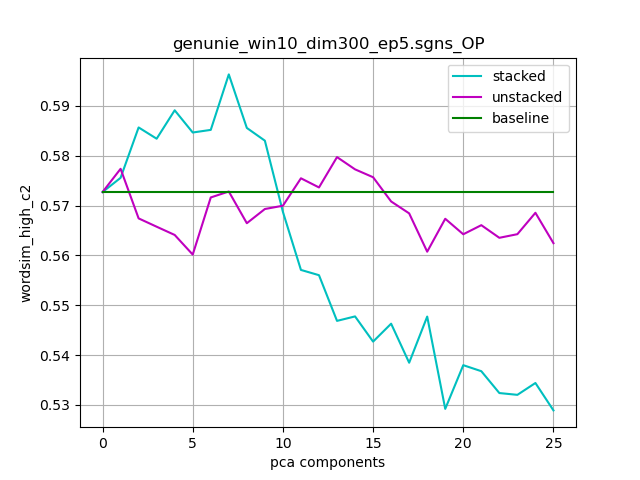 genunie_win10_dim300_ep5.sgns_OP
stacked
unstacked
baseline
wordsim_high_c2
0.59
0.58
0.57
0.56
0.55
0.54
0.53
0 5 10 15 20 25
pca components